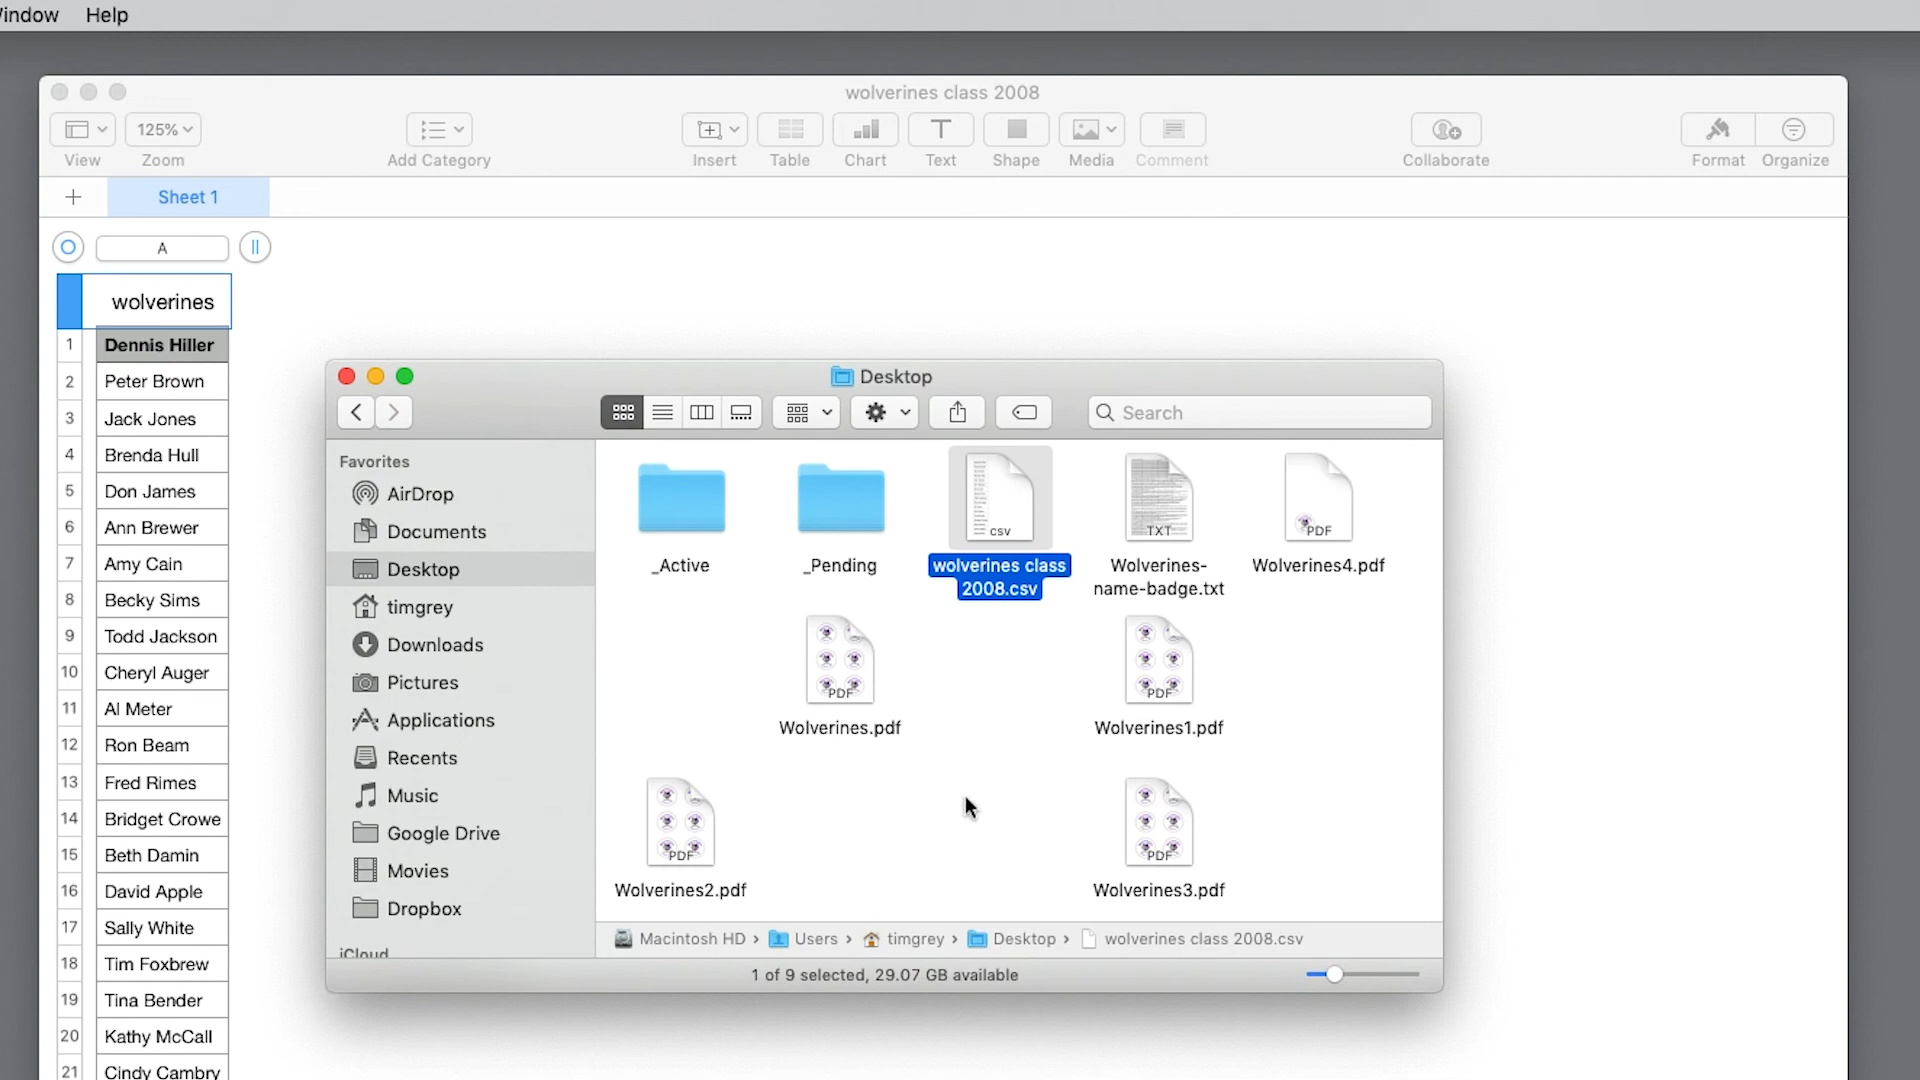 Window Help
wolverines class 2008
125%
View Zoom Add Category Insert Table Chart Text Shape Media Comment Collaborate Format Organize
Sheet 1
A
wolverines
1 Dennis Hiller
2 Peter Brown
3 Jack Jones
4 Brenda Hull
5 Don James
6 Ann Brewer
7 Amy Cain
8 Becky Sims
9 Todd Jackson
10 Cheryl Auger
11 Al Meter
12 Ron Beam
13 Fred Rimes
14 Bridget Crowe
15 Beth Damin
16 David Apple
17 Sally White
18 Tim Foxbrew
19 Tina Bender
20 Kathy McCall
21 Cindy Cambry
Desktop
Search
Favorites
AirDrop
Documents
Desktop
timgrey
Downloads
Pictures
Applications
Recents
Music
Google Drive
Movies
Dropbox
iCloud
csv TXT PDF
_Active _Pending wolverines class Wolverines- Wolverines4.pdf
2008.csv name-badge.txt
PDF PDF
Wolverines.pdf Wolverines1.pdf
PDF PDF
Wolverines2.pdf Wolverines3.pdf
Macintosh HD › Users › timgrey › Desktop › wolverines class 2008.csv
1 of 9 selected, 29.07 GB available